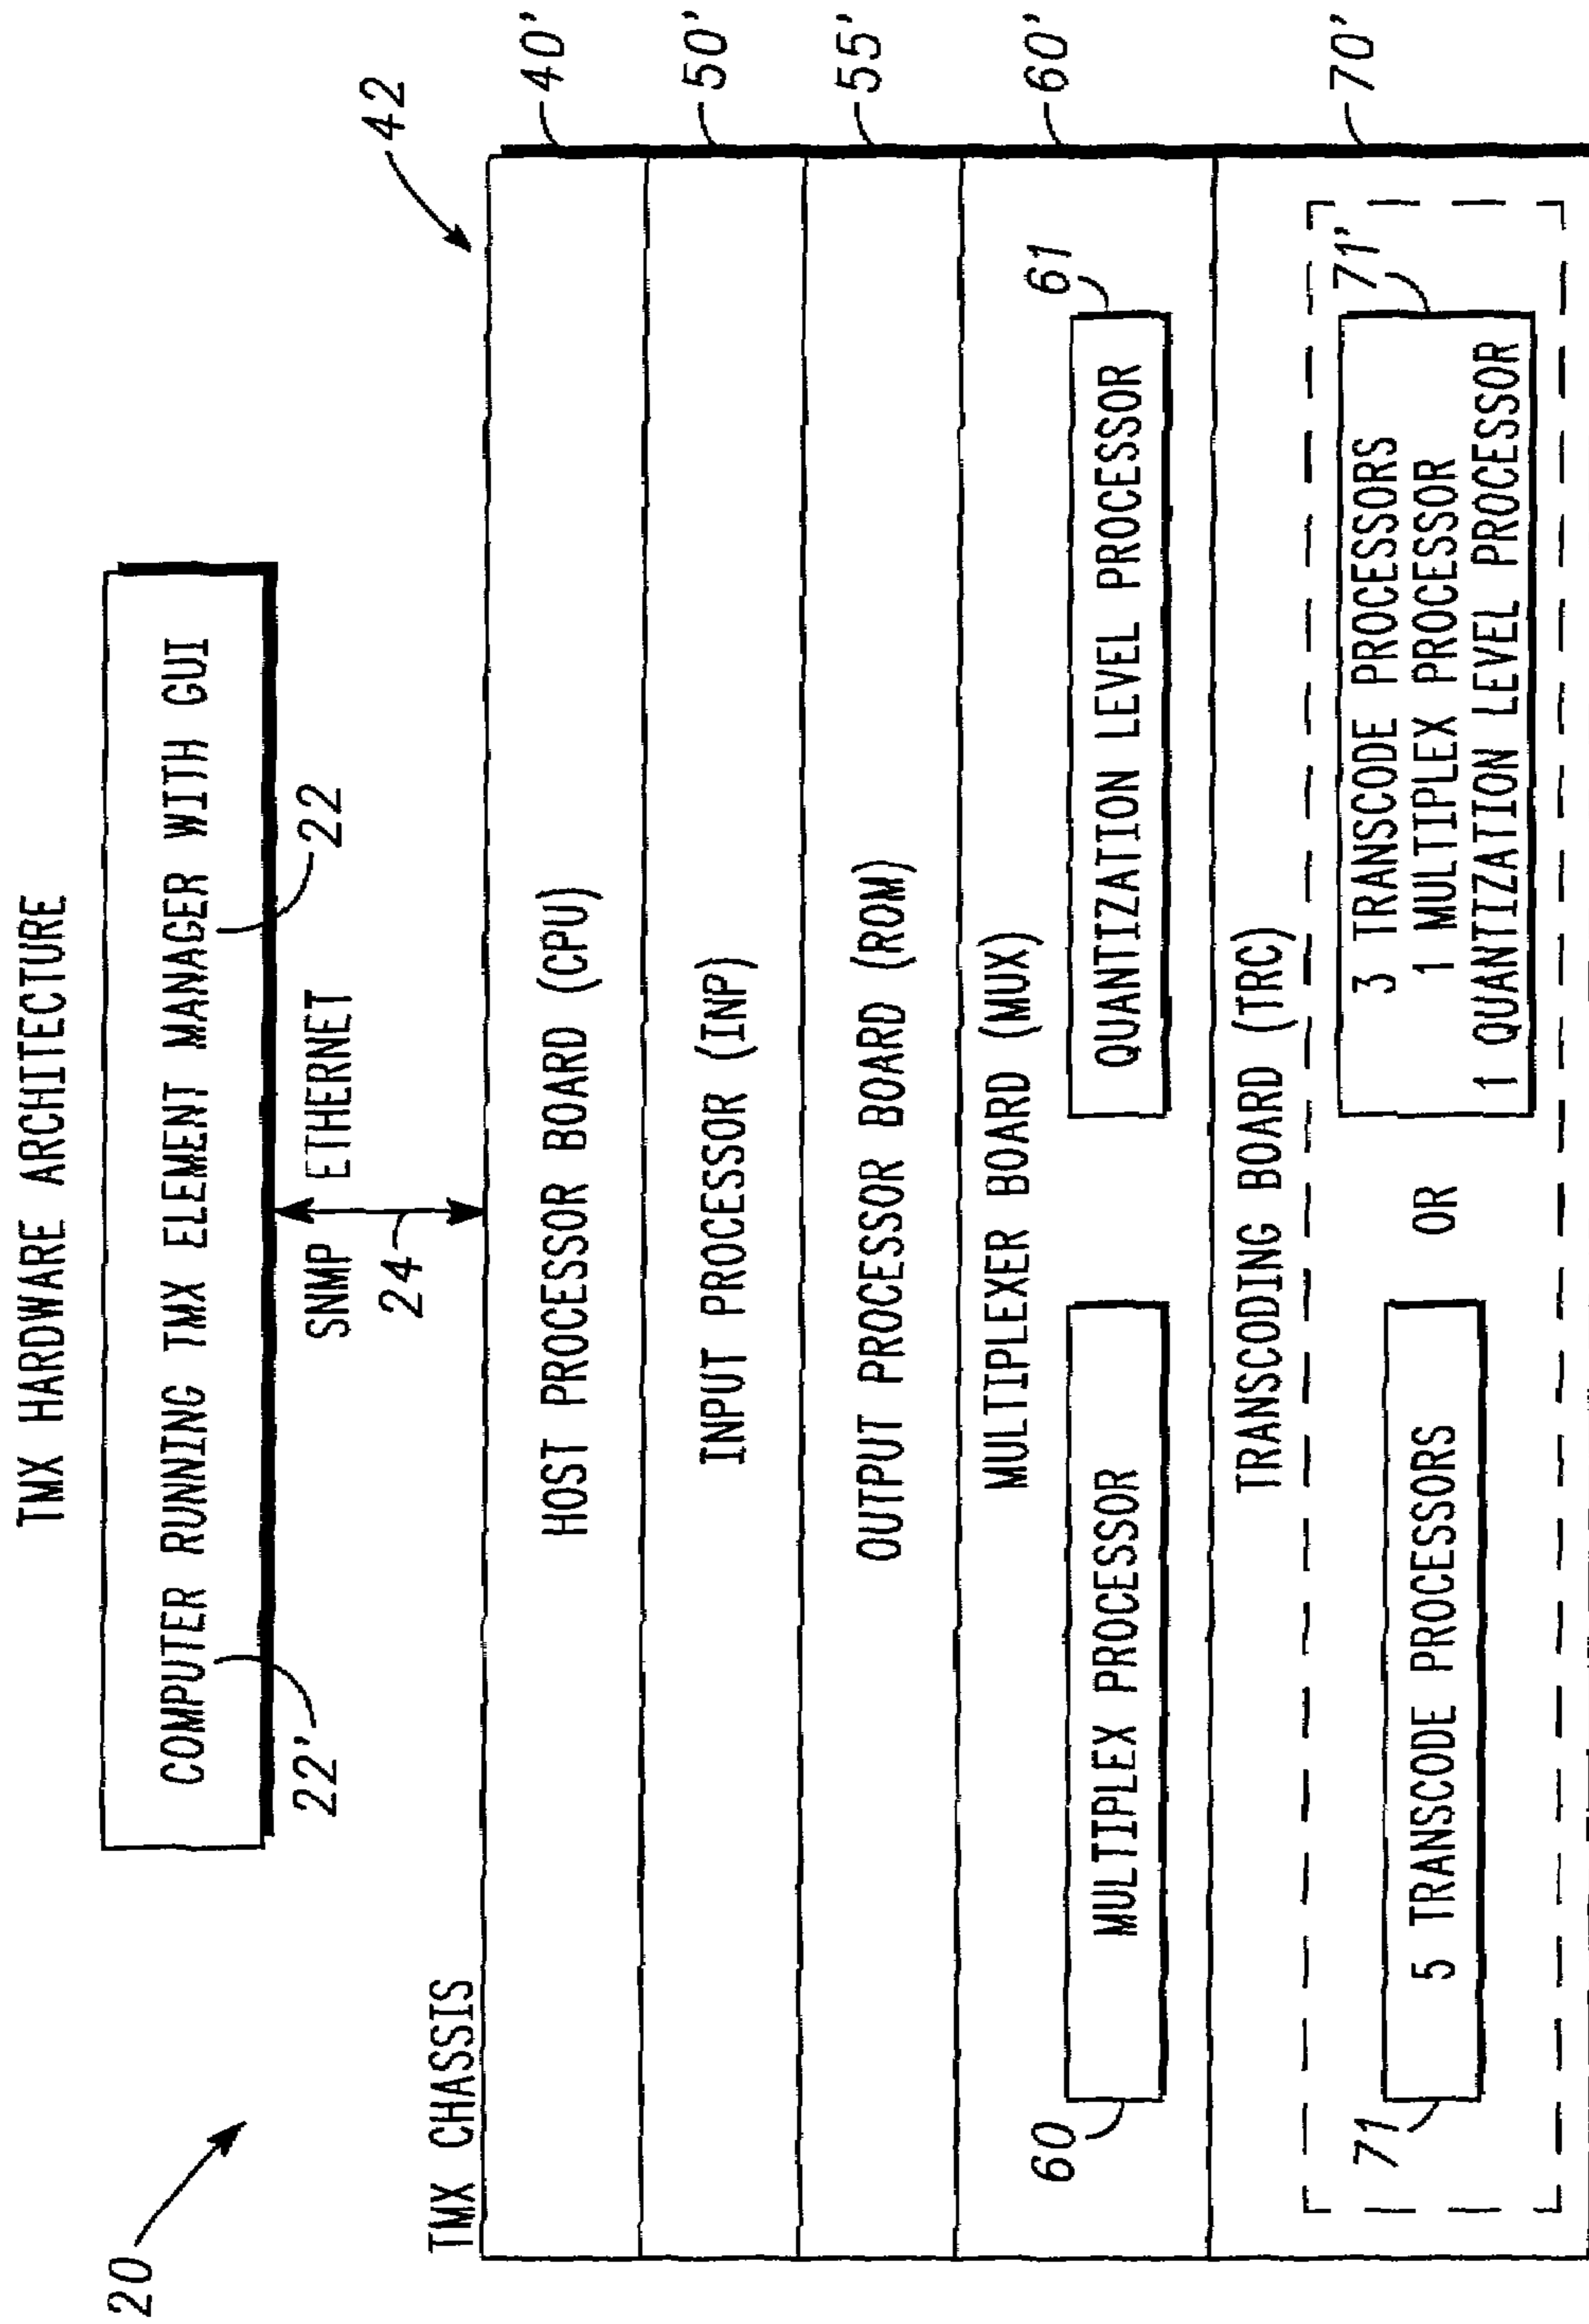 TMX HARDWARE ARCHITECTURE
20
COMPUTER RUNNING TMX ELEMENT MANAGER WITH GUI
22'
22
SNMP ETHERNET
24
TMX CHASSIS
42
HOST PROCESSOR BOARD (CPU)
40'
INPUT PROCESSOR (INP)
50'
OUTPUT PROCESSOR BOARD (ROM)
55'
MULTIPLEXER BOARD (MUX)
60'
60
MULTIPLEX PROCESSOR
61
QUANTIZATION LEVEL PROCESSOR
TRANSCODING BOARD (TRC)
70'
71
5 TRANSCODE PROCESSORS
OR
71'
3 TRANSCODE PROCESSORS
1 MULTIPLEX PROCESSOR
1 QUANTIZATION LEVEL PROCESSOR